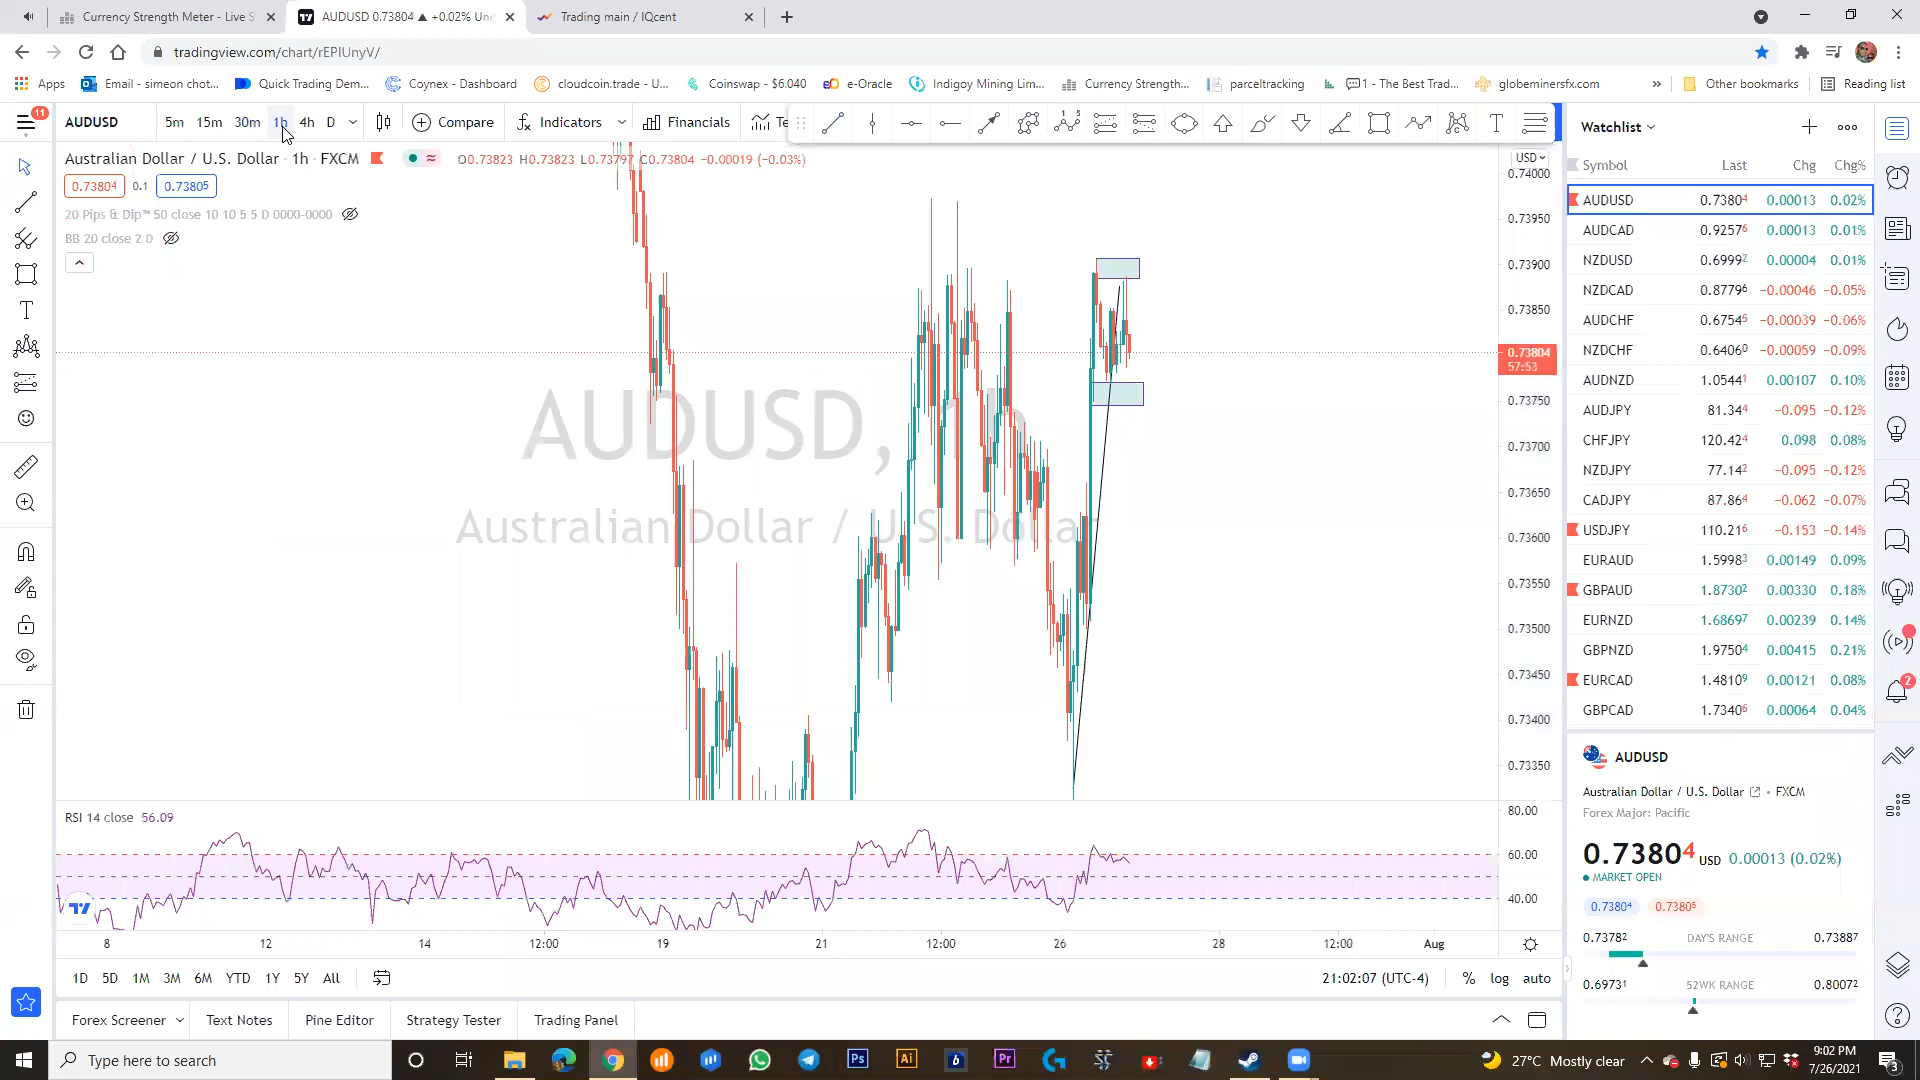 Currency Strength Meter - Live S
AUDUSD 0.73804 ▲ +0.02% Un
Trading main / IQcent
tradingview.com/chart/rEPIUnyV/
Apps
Email - simeon chot...
Quick Trading Dem...
Coynex - Dashboard
cloudcoin.trade - U...
Coinswap - $6.040
e-Oracle
Indigoy Mining Lim...
Currency Strength...
parceltracking
1 - The Best Trad...
globeminersfx.com
Other bookmarks
Reading list
11
AUDUSD
5m
15m
30m
1h
4h
D
Compare
Indicators
Financials
Te
Australian Dollar / U.S. Dollar · 1h · FXCM
O0.73823 H0.73823 L0.73797 C0.73804 −0.00019 (−0.03%)
0.73804
0.1
0.73805
20 Pips & Dip™ 50 close 10 10 5 5 D 0000-0000
BB 20 close 2 0
AUDUSD, 1h
Australian Dollar / U.S. Dollar
USD
0.74000
0.73950
0.73900
0.73850
0.73804
57:53
0.73750
0.73700
0.73650
0.73600
0.73550
0.73500
0.73450
0.73400
0.73350
RSI 14 close 56.09
80.00
60.00
40.00
8
12
14
12:00
19
21
12:00
26
28
12:00
Aug
1D 5D 1M 3M 6M YTD 1Y 5Y All
21:02:07 (UTC-4)
% log auto
Forex Screener
Text Notes
Pine Editor
Strategy Tester
Trading Panel
Watchlist
Symbol Last Chg Chg%
AUDUSD 0.73804 0.00013 0.02%
AUDCAD 0.92576 0.00013 0.01%
NZDUSD 0.69992 0.00004 0.01%
NZDCAD 0.87796 −0.00046 −0.05%
AUDCHF 0.67545 −0.00039 −0.06%
NZDCHF 0.64060 −0.00059 −0.09%
AUDNZD 1.05441 0.00107 0.10%
AUDJPY 81.344 −0.095 −0.12%
CHFJPY 120.424 0.098 0.08%
NZDJPY 77.142 −0.095 −0.12%
CADJPY 87.864 −0.062 −0.07%
USDJPY 110.216 −0.153 −0.14%
EURAUD 1.59983 0.00149 0.09%
GBPAUD 1.87302 0.00330 0.18%
EURNZD 1.68697 0.00239 0.14%
GBPNZD 1.97504 0.00415 0.21%
EURCAD 1.48109 0.00121 0.08%
GBPCAD 1.73406 0.00064 0.04%
AUDUSD
Australian Dollar / U.S. Dollar • FXCM
Forex Major: Pacific
0.73804 USD 0.00013 (0.02%)
MARKET OPEN
0.73804
0.73805
0.73782 DAY'S RANGE 0.73887
0.69731 52WK RANGE 0.80072
2
Type here to search
Ps
Ai
b
Pr
27°C Mostly clear
9:02 PM
7/26/2021
3